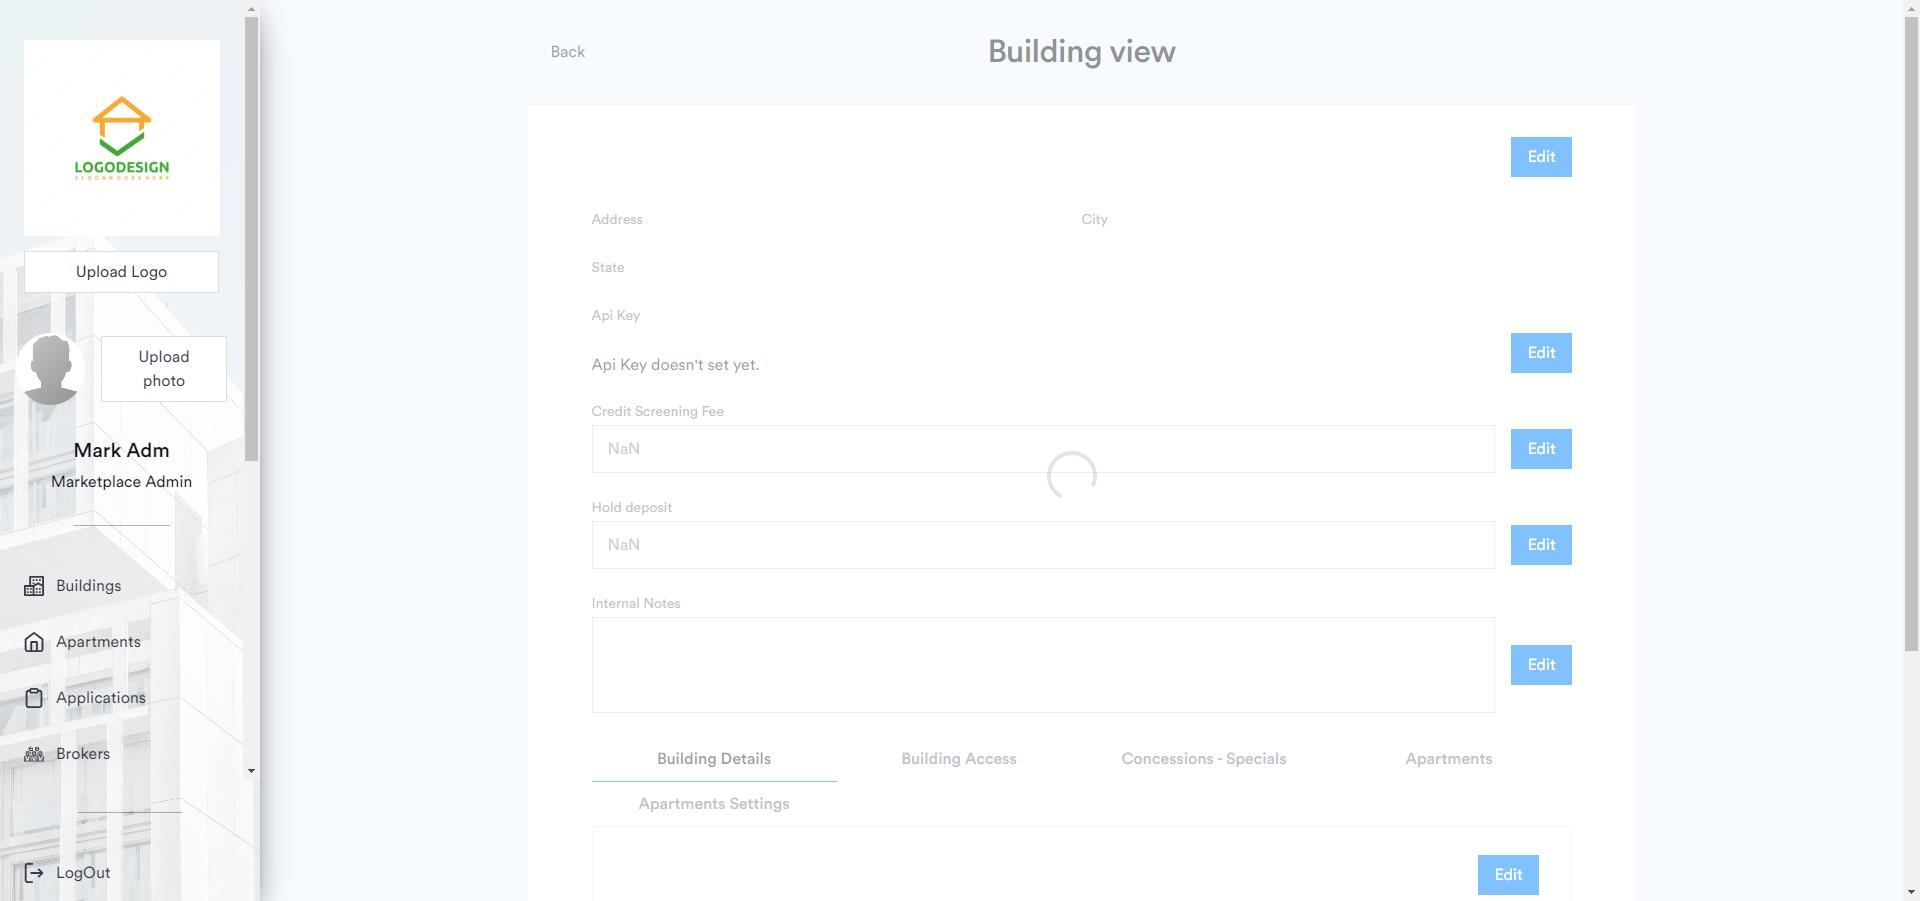 LOGODESIGN
SLOGANGOESHERE
Upload Logo
Upload
photo
Mark Adm
Marketplace Admin
Buildings
Apartments
Applications
Brokers
LogOut
Back
Building view
Edit
Address
City
State
Api Key
Api Key doesn't set yet.
Edit
Credit Screening Fee
NaN
Edit
Hold deposit
NaN
Edit
Internal Notes
Edit
Building Details
Building Access
Concessions - Specials
Apartments
Apartments Settings
Edit